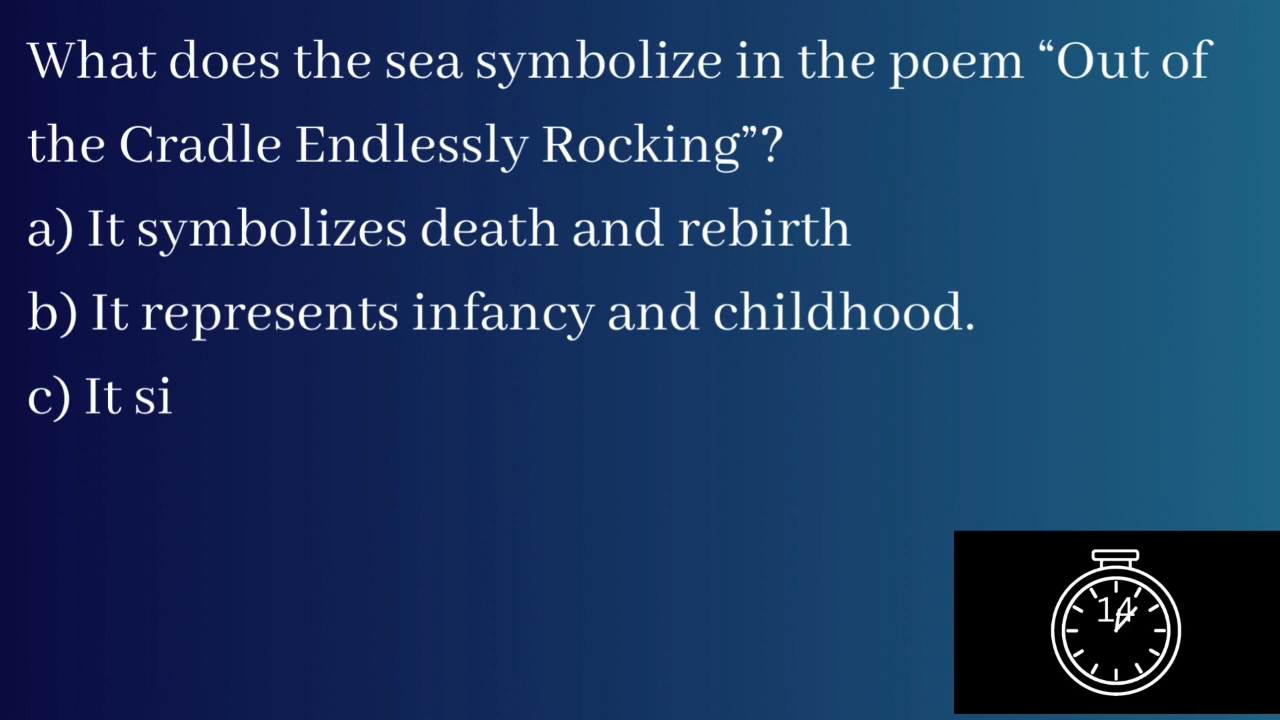 What does the sea symbolize in the poem “Out of
the Cradle Endlessly Rocking”?
a) It symbolizes death and rebirth
b) It represents infancy and childhood.
c) It si
14